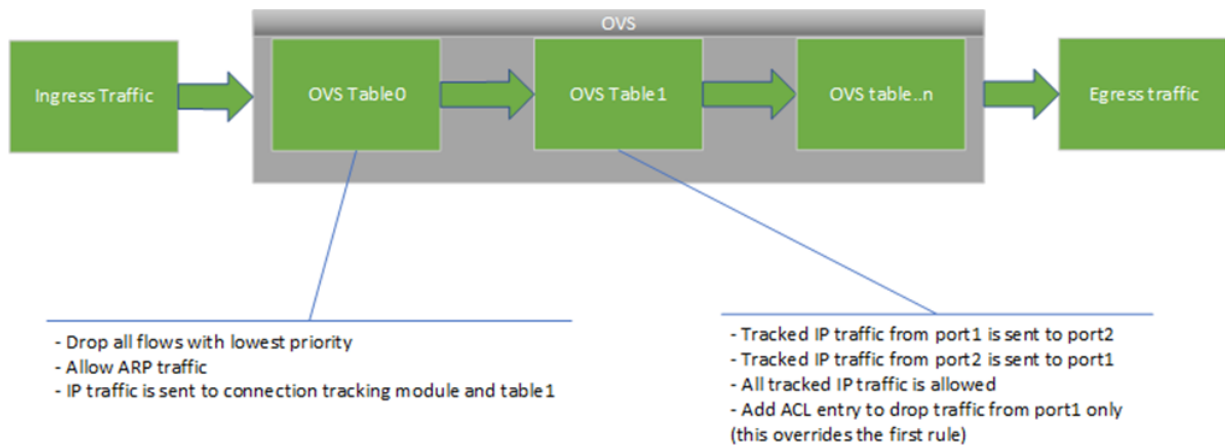 OVS
Ingress Traffic
OVS Table0
OVS Table1
OVS table..n
Egress traffic
- Drop all flows with lowest priority
- Allow ARP traffic
- IP traffic is sent to connection tracking module and table1
- Tracked IP traffic from port1 is sent to port2
- Tracked IP traffic from port2 is sent to port1
- All tracked IP traffic is allowed
- Add ACL entry to drop traffic from port1 only
(this overrides the first rule)